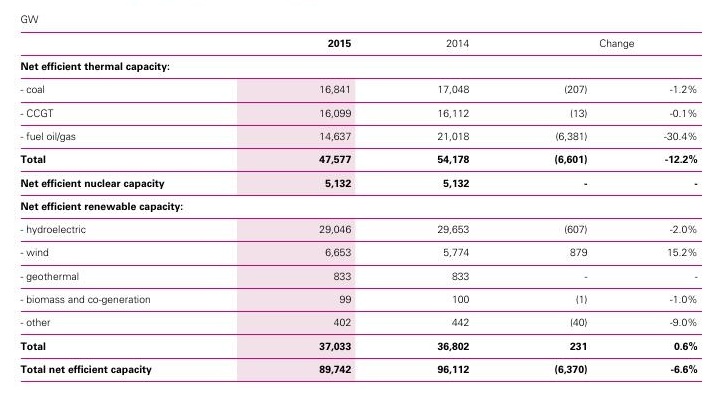 GW
2015 2014 Change
Net efficient thermal capacity:
- coal 16,841 17,048 (207) -1.2%
- CCGT 16,099 16,112 (13) -0.1%
- fuel oil/gas 14,637 21,018 (6,381) -30.4%
Total 47,577 54,178 (6,601) -12.2%
Net efficient nuclear capacity 5,132 5,132 - -
Net efficient renewable capacity:
- hydroelectric 29,046 29,653 (607) -2.0%
- wind 6,653 5,774 879 15.2%
- geothermal 833 833 - -
- biomass and co-generation 99 100 (1) -1.0%
- other 402 442 (40) -9.0%
Total 37,033 36,802 231 0.6%
Total net efficient capacity 89,742 96,112 (6,370) -6.6%